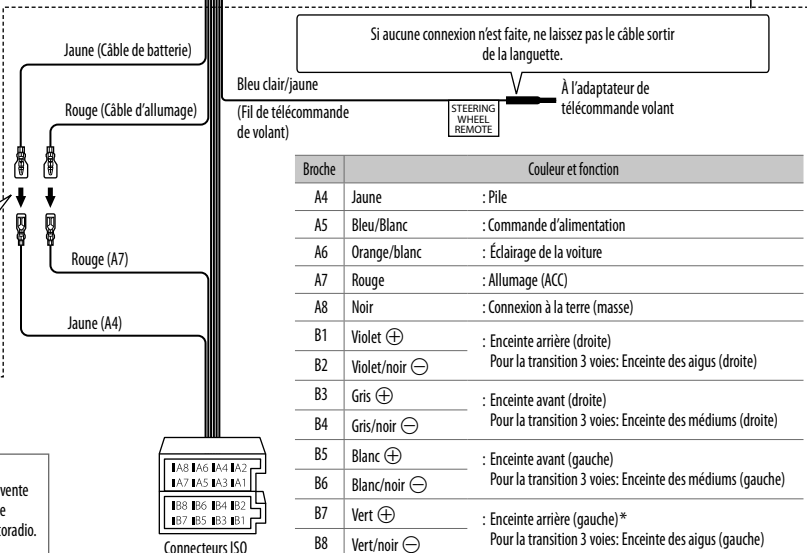 Si aucune connexion n'est faite, ne laissez pas le câble sortir
de la languette.
Jaune (Câble de batterie)
Rouge (Câble d'allumage)
Bleu clair/jaune
(Fil de télécommande
de volant)
STEERING
WHEEL
REMOTE
À l'adaptateur de
télécommande volant
Rouge (A7)
Jaune (A4)
Broche Couleur et fonction
A4 Jaune : Pile
A5 Bleu/Blanc : Commande d'alimentation
A6 Orange/blanc : Éclairage de la voiture
A7 Rouge : Allumage (ACC)
A8 Noir : Connexion à la terre (masse)
B1 Violet ⊕ : Enceinte arrière (droite)
B2 Violet/noir ⊖ Pour la transition 3 voies: Enceinte des aigus (droite)
B3 Gris ⊕ : Enceinte avant (droite)
B4 Gris/noir ⊖ Pour la transition 3 voies: Enceinte des médiums (droite)
B5 Blanc ⊕ : Enceinte avant (gauche)
B6 Blanc/noir ⊖ Pour la transition 3 voies: Enceinte des médiums (gauche)
B7 Vert ⊕ : Enceinte arrière (gauche)*
B8 Vert/noir ⊖ Pour la transition 3 voies: Enceinte des aigus (gauche)
A8 A6 A4 A2
A7 A5 A3 A1
B8 B6 B4 B2
B7 B5 B3 B1
Connecteurs ISO
vente
e
toradio.